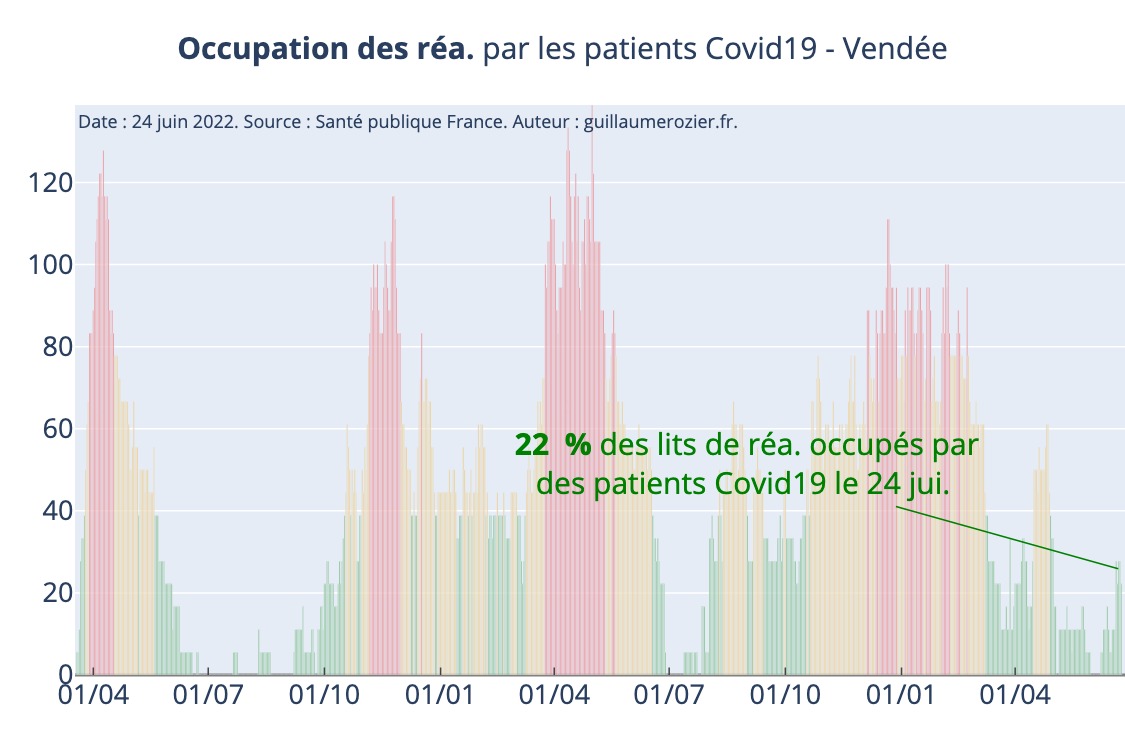 Occupation des réa. par les patients Covid19 - Vendée
Date : 24 juin 2022. Source : Santé publique France. Auteur : guillaumerozier.fr.
120
100
80
60
40
20
0
22 % des lits de réa. occupés par
des patients Covid19 le 24 jui.
01/04 01/07 01/10 01/01 01/04 01/07 01/10 01/01 01/04